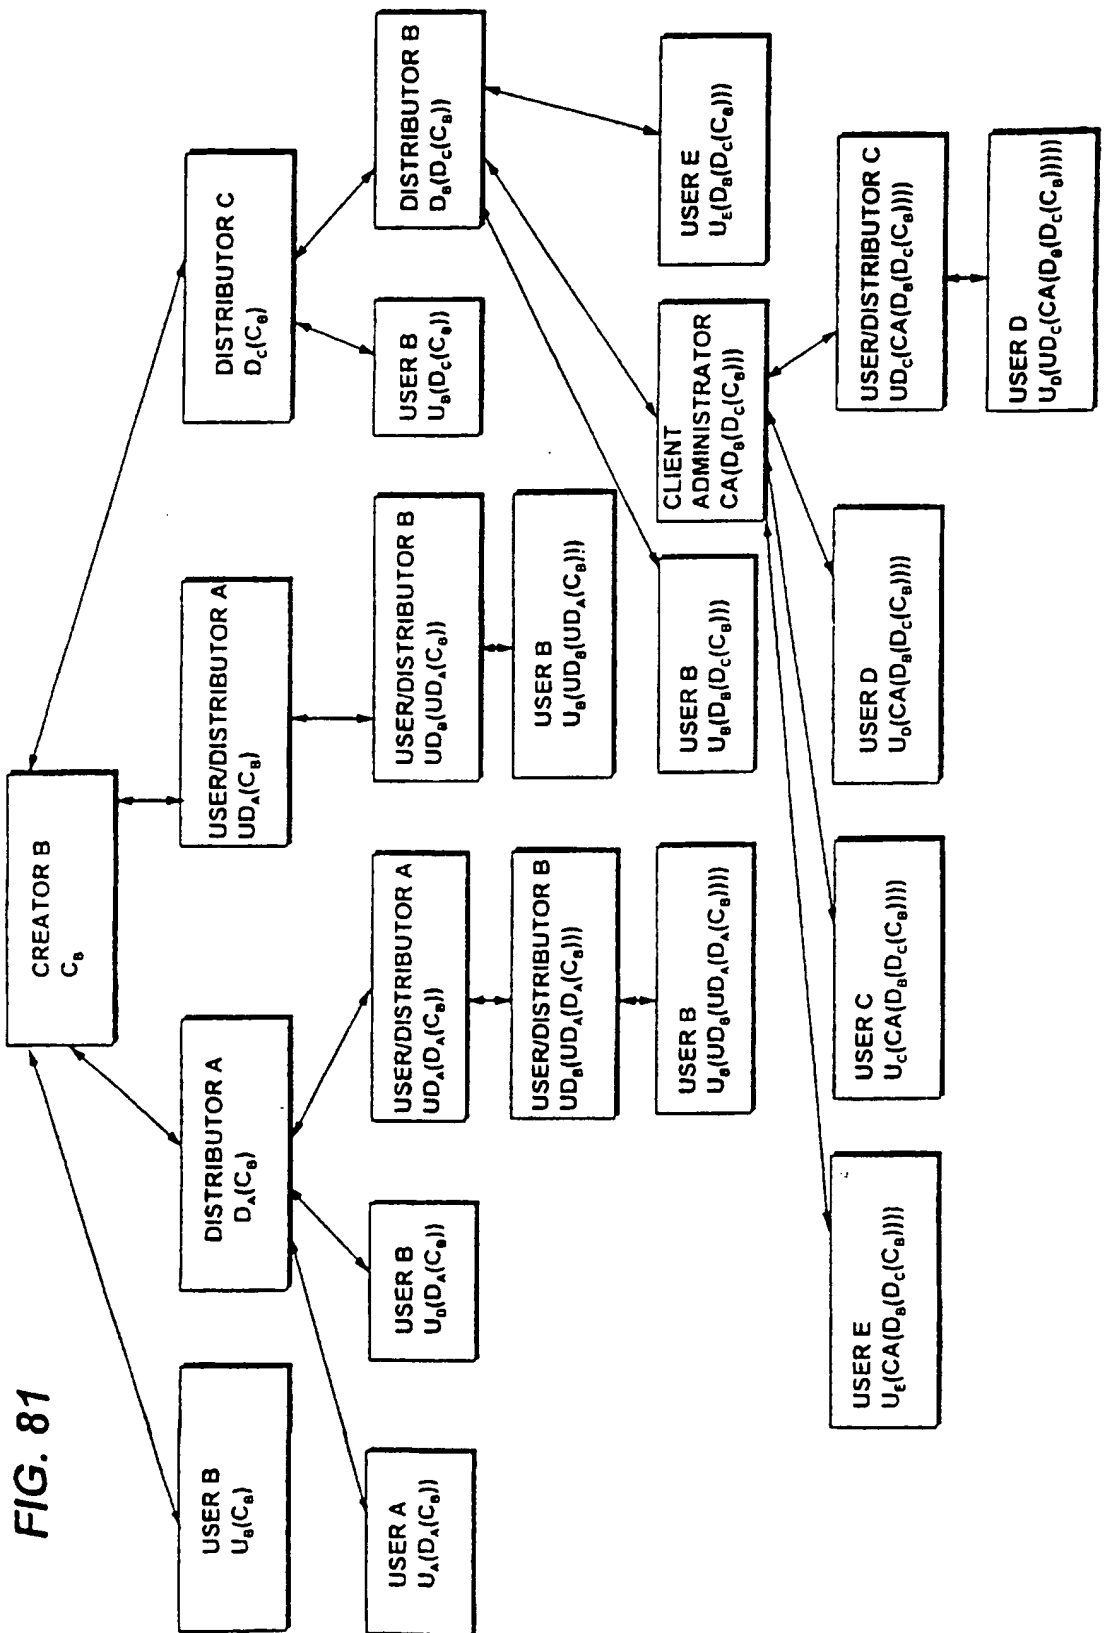 FIG. 81
CREATOR B
C_B
USER B
U_B(C_B)
DISTRIBUTOR A
D_A(C_B)
USER/DISTRIBUTOR A
UD_A(C_B)
DISTRIBUTOR C
D_C(C_B)
USER A
U_A(D_A(C_B))
USER B
U_D(D_A(C_B))
USER/DISTRIBUTOR A
UD_A(D_A(C_B))
USER/DISTRIBUTOR B
UD_B(UD_A(C_B))
USER B
U_B(D_C(C_B))
DISTRIBUTOR B
D_B(D_C(C_B))
USER/DISTRIBUTOR B
UD_B(UD_A(D_A(C_B)))
USER B
U_B(UD_B(UD_A(C_B)))
USER B
U_B(UD_B(UD_A(D_A(C_B))))
USER B
U_B(D_B(D_C(C_B)))
CLIENT
ADMINISTRATOR
CA(D_B(D_C(C_B)))
USER E
U_E(D_B(D_C(C_B)))
USER E
U_E(CA(D_B(D_C(C_B))))
USER C
U_C(CA(D_B(D_C(C_B))))
USER D
U_D(CA(D_B(D_C(C_B))))
USER/DISTRIBUTOR C
UD_C(CA(D_B(D_C(C_B))))
USER D
U_D(UD_C(CA(D_B(D_C(C_B)))))